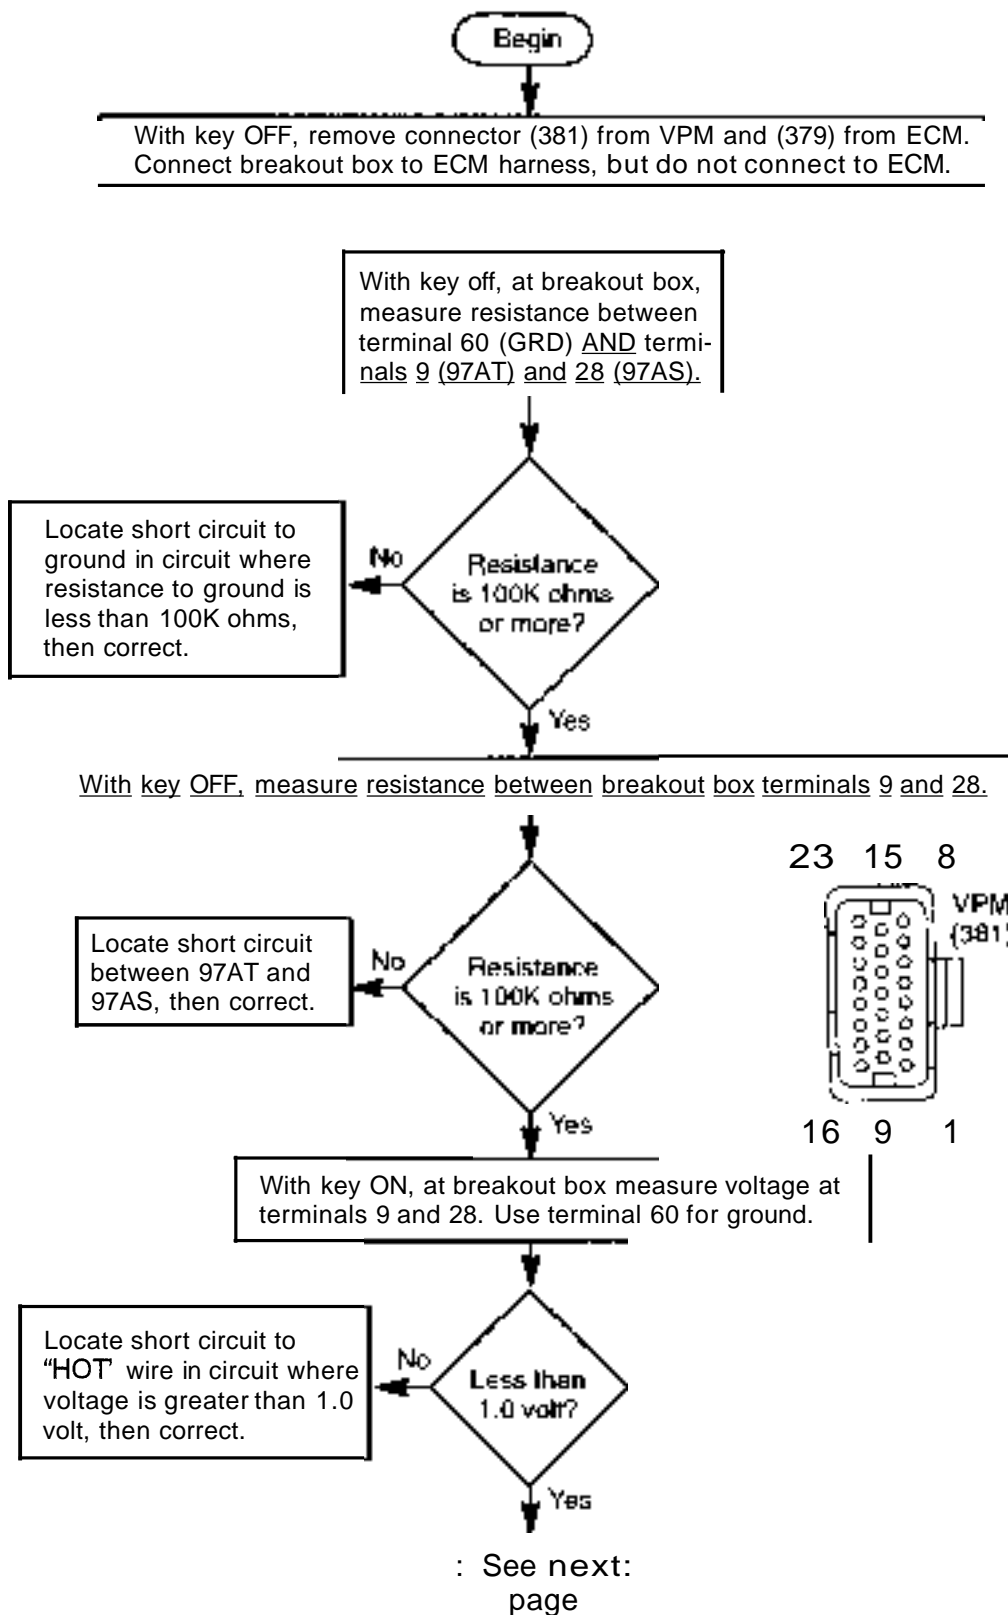 Begin
With key OFF, remove connector (381) from VPM and (379) from ECM.
Connect breakout box to ECM harness, but do not connect to ECM.
With key off, at breakout box,
measure resistance between
terminal 60 (GRD) AND termi-
nals 9 (97AT) and 28 (97AS).
Locate short circuit to
ground in circuit where
resistance to ground is
less than 100K ohms,
then correct.
No
Resistance
is 100K ohms
or more?
Yes
With key OFF, measure resistance between breakout box terminals 9 and 28.
23 15 8
VPM
(381)
Locate short circuit
between 97AT and
97AS, then correct.
No
Resistance
is 100K ohms
or more?
Yes
16 9 1
With key ON, at breakout box measure voltage at
terminals 9 and 28. Use terminal 60 for ground.
Locate short circuit to
“HOT’ wire in circuit where
voltage is greater than 1.0
volt, then correct.
No
Less than
1.0 volt?
Yes
: See next:
page